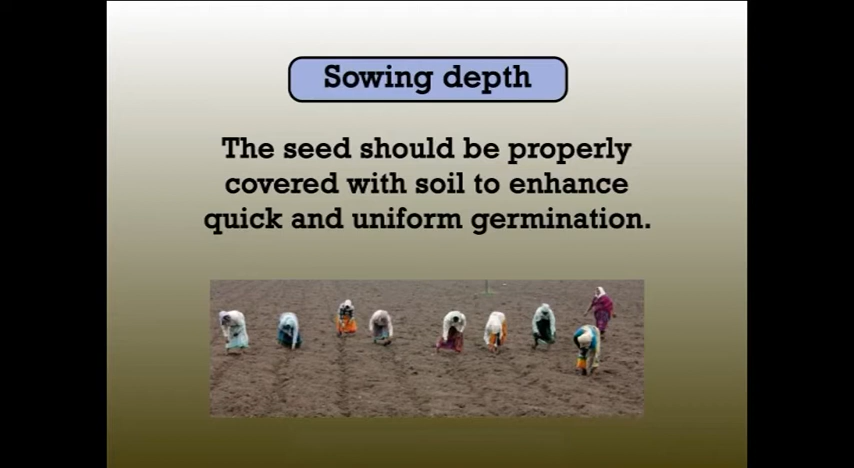 Sowing depth
The seed should be properly
covered with soil to enhance
quick and uniform germination.